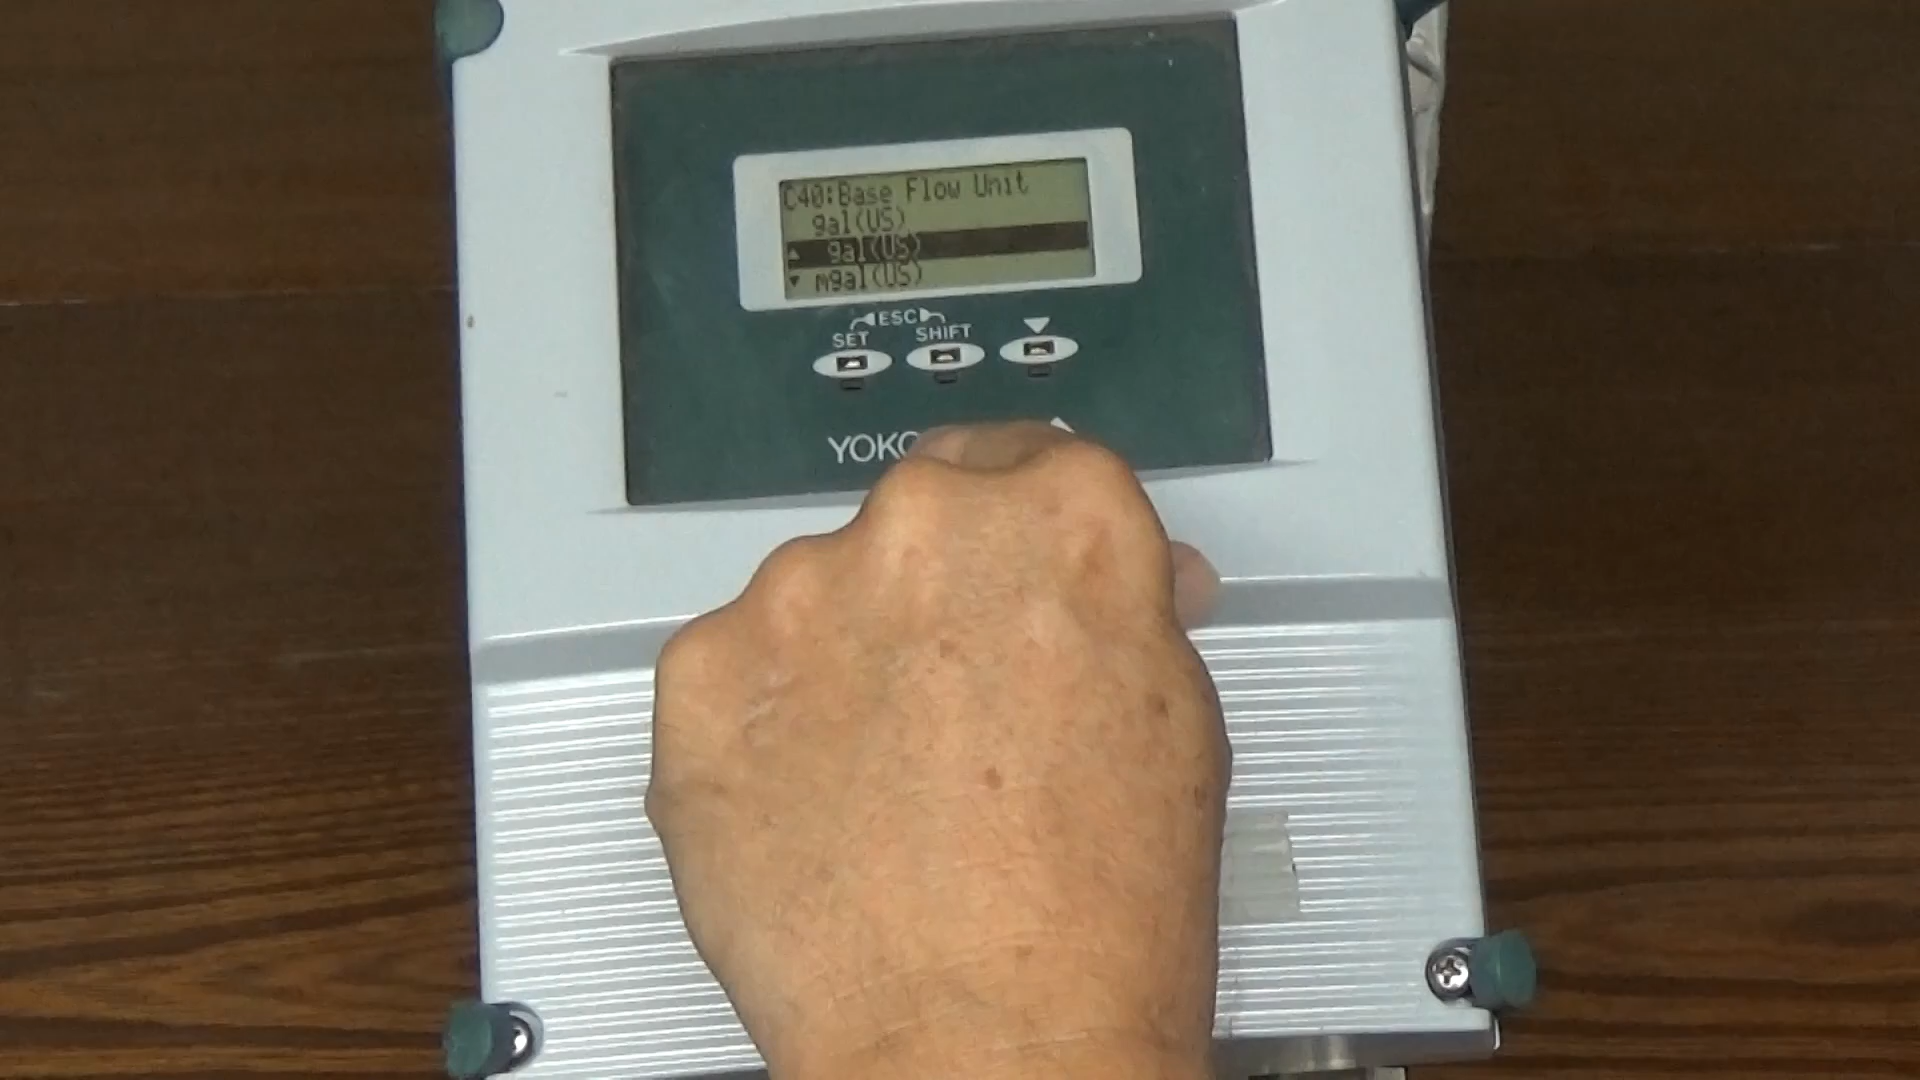 C40:Base Flow Unit
gal(US)
gal(US)
mgal(US)
ESC
SET SHIFT
YOKO